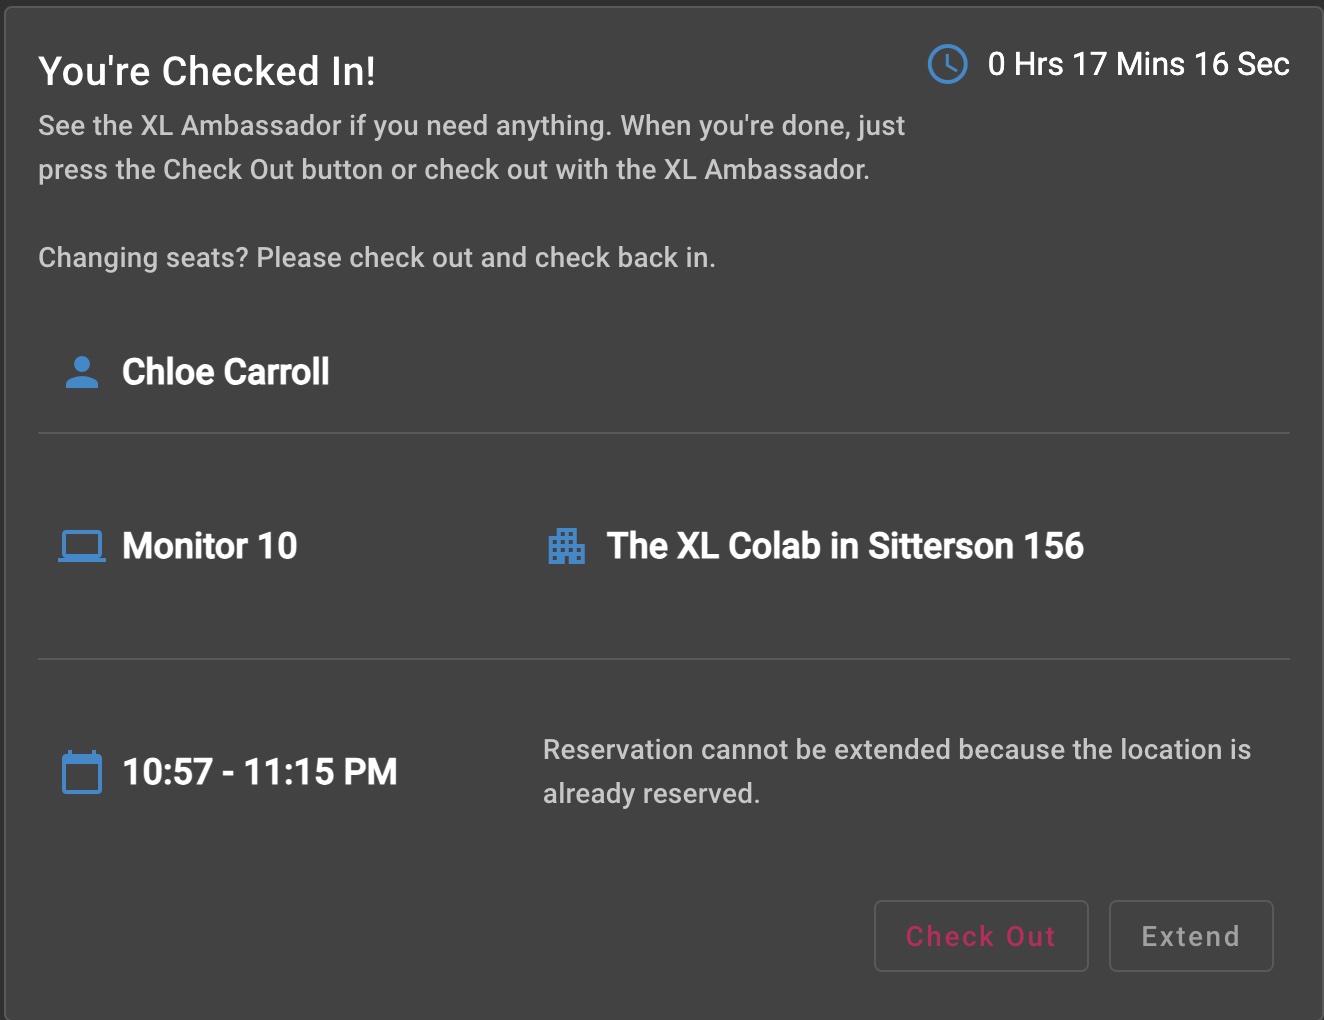 You're Checked In!
0 Hrs 17 Mins 16 Sec
See the XL Ambassador if you need anything. When you're done, just
press the Check Out button or check out with the XL Ambassador.
Changing seats? Please check out and check back in.
Chloe Carroll
Monitor 10
The XL Colab in Sitterson 156
10:57 - 11:15 PM
Reservation cannot be extended because the location is
already reserved.
Check Out
Extend